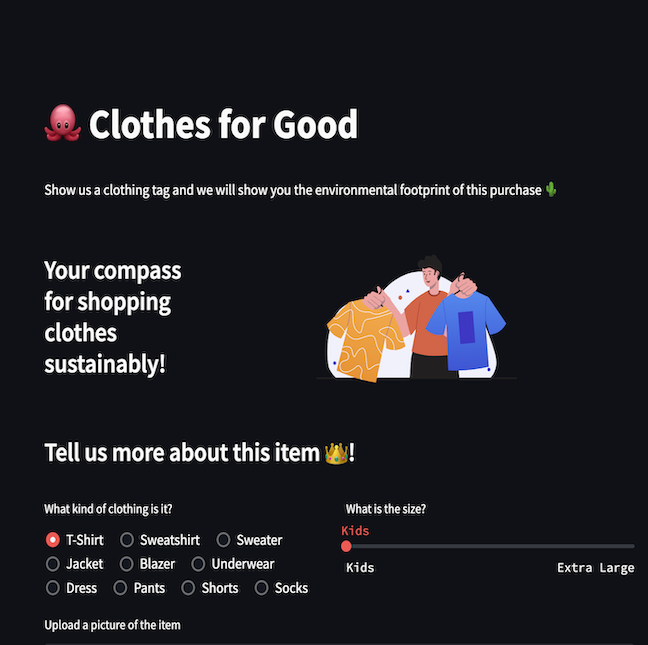 Clothes for Good
Show us a clothing tag and we will show you the environmental footprint of this purchase
Your compass
for shopping
clothes
sustainably!
Tell us more about this item 👑!
What kind of clothing is it?
T-Shirt Sweatshirt Sweater
Jacket Blazer Underwear
Dress Pants Shorts Socks
What is the size?
Kids
Kids Extra Large
Upload a picture of the item